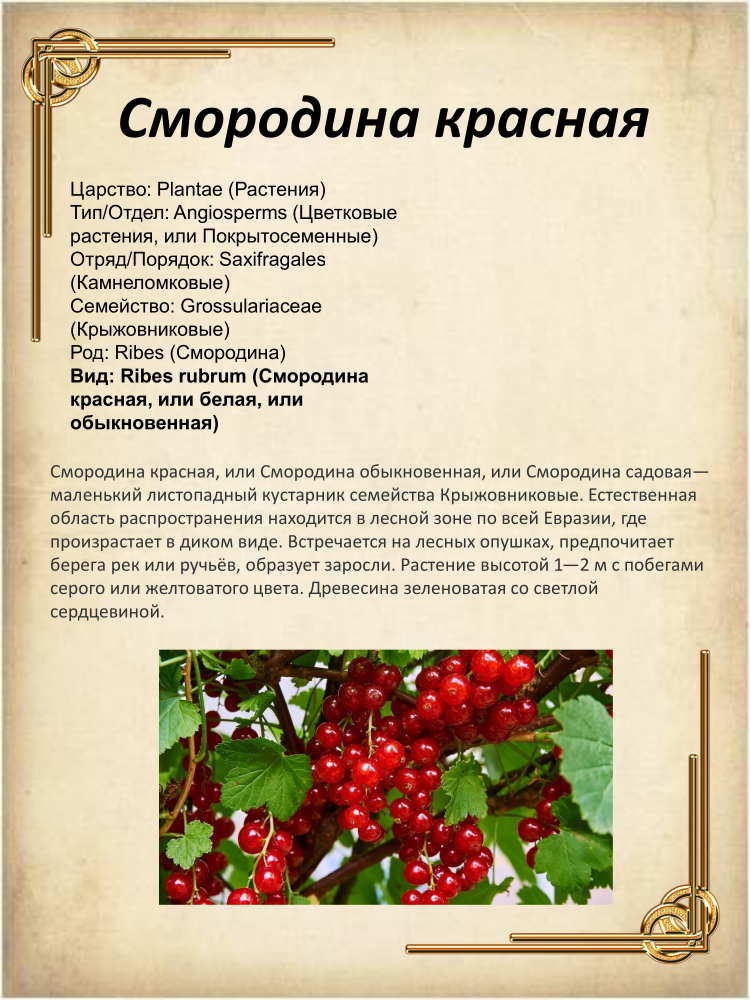 Смородина красная
Царство: Plantae (Растения)
Тип/Отдел: Angiosperms (Цветковые
растения, или Покрытосеменные)
Отряд/Порядок: Saxifragales
(Камнеломковые)
Семейство: Grossulariaceae
(Крыжовниковые)
Род: Ribes (Смородина)
Вид: Ribes rubrum (Смородина
красная, или белая, или
обыкновенная)
Смородина красная, или Смородина обыкновенная, или Смородина садовая—
маленький листопадный кустарник семейства Крыжовниковые. Естественная
область распространения находится в лесной зоне по всей Евразии, где
произрастает в диком виде. Встречается на лесных опушках, предпочитает
берега рек или ручьёв, образует заросли. Растение высотой 1—2 м с побегами
серого или желтоватого цвета. Древесина зеленоватая со светлой
сердцевиной.